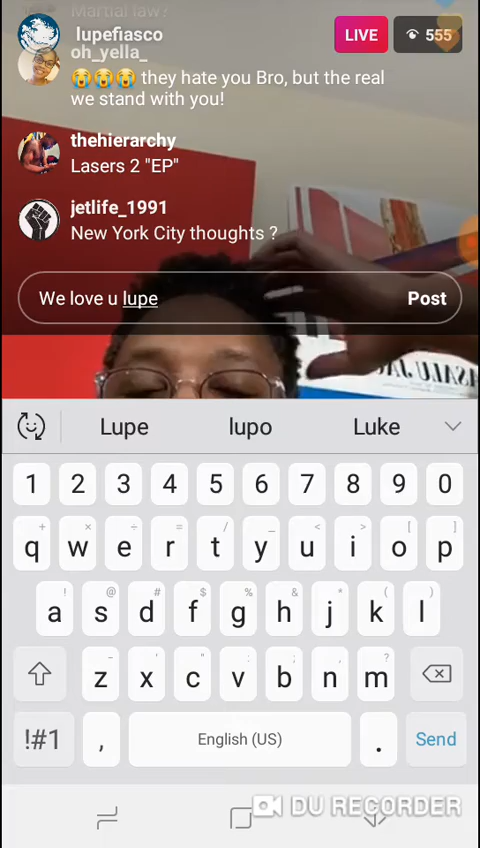 Martial law?
lupefiasco
LIVE
555
oh_yella_
😭😭😭 they hate you Bro, but the real
we stand with you!
thehierarchy
Lasers 2 "EP"
jetlife_1991
New York City thoughts ?
We love u lupe
Post
Lupe lupo Luke
1 2 3 4 5 6 7 8 9 0
+ × ÷ = / _ < > [ ]
q w e r t y u i o p
! @ # $ % ^ & * ( )
a s d f g h j k l
- ' " : ; , ?
z x c v b n m
!#1 , English (US) . Send
DU RECORDER